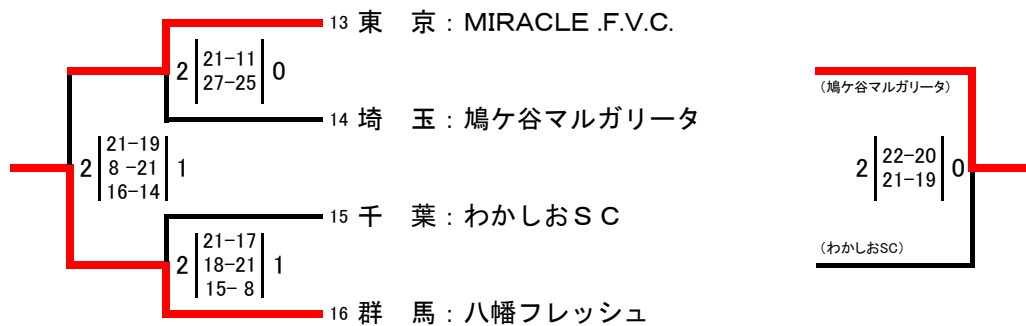 13 東　京 : MIRACLE .F.V.C.
2 21-11 0
27-25
14 埼　玉 : 鳩ケ谷マルガリータ
2 21-19 1
8 -21
16-14
15 千　葉 : わかしおＳＣ
2 21-17 1
18-21
15- 8
16 群　馬 : 八幡フレッシュ
(鳩ケ谷マルガリータ)
2 22-20 0
21-19
(わかしおSC)